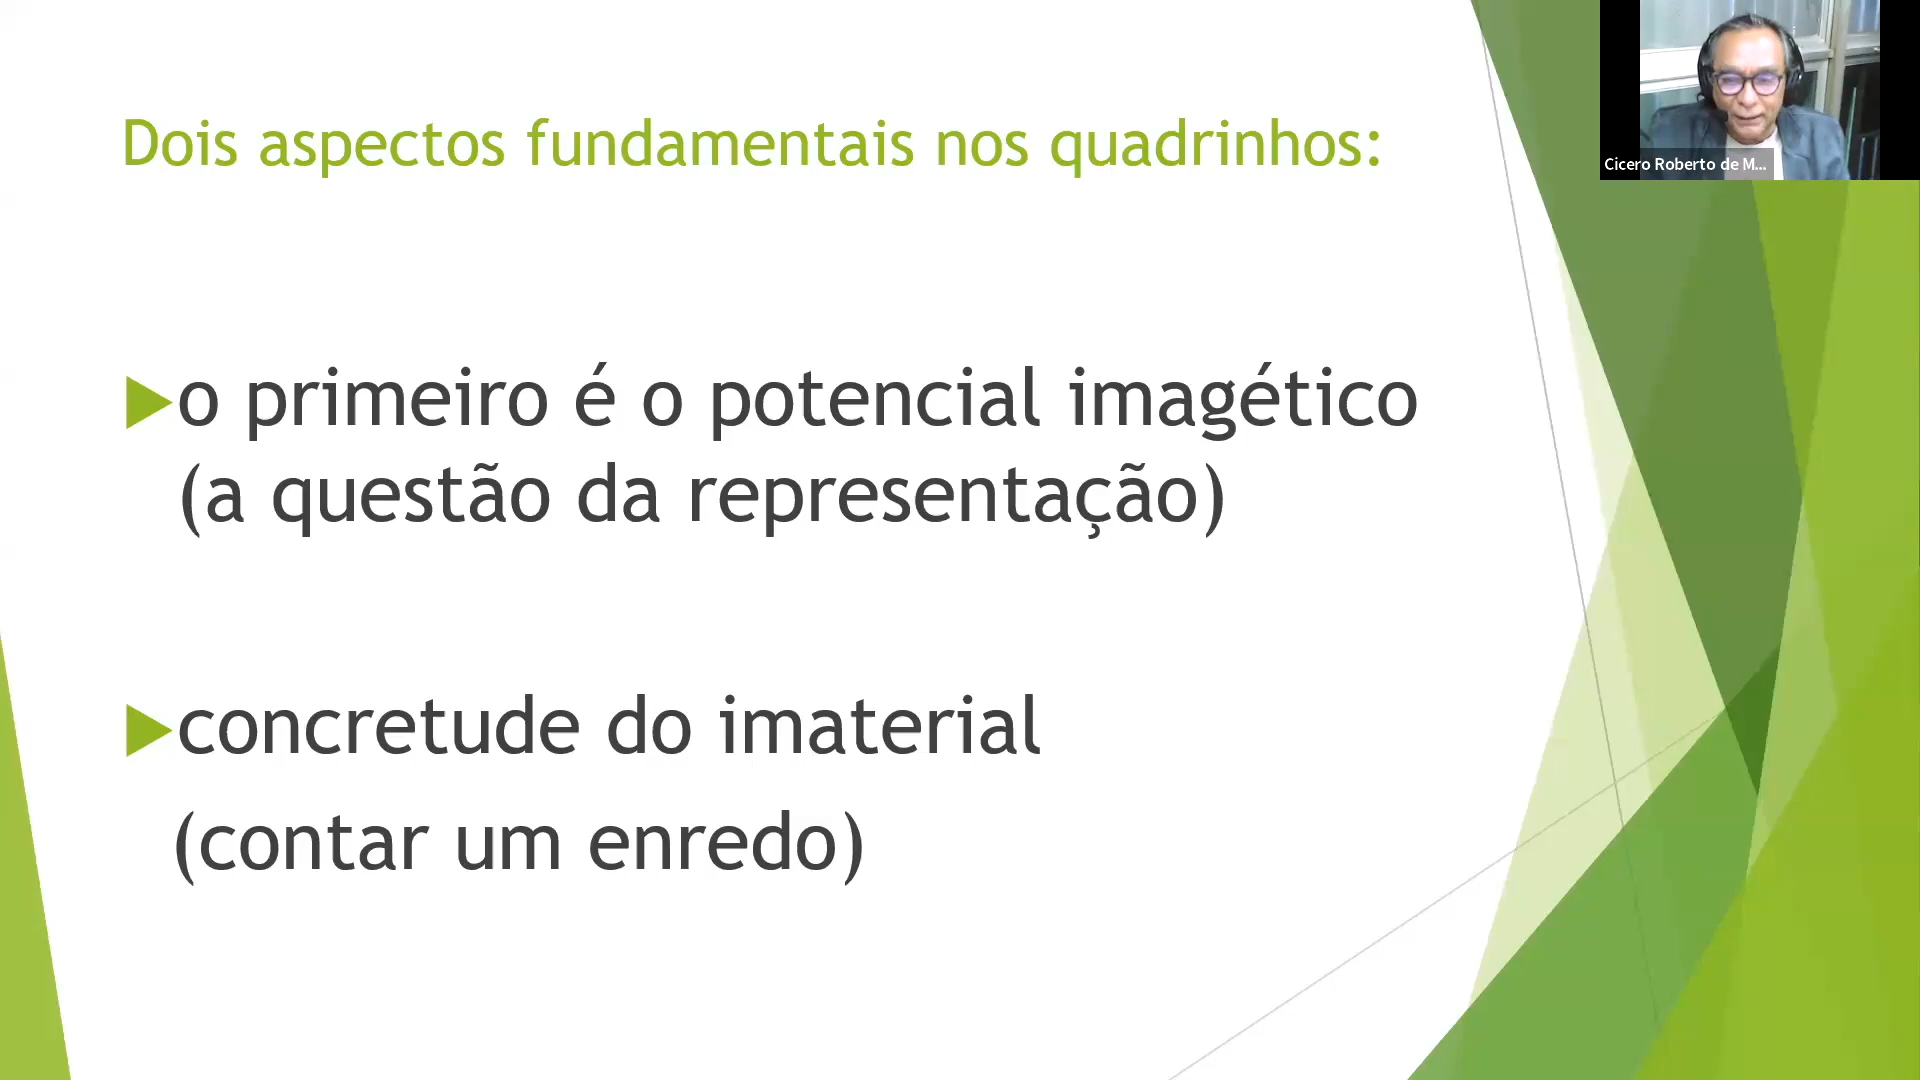 Dois aspectos fundamentais nos quadrinhos:
Cicero Roberto de M...
o primeiro é o potencial imagético
(a questão da representação)
concretude do imaterial
(contar um enredo)